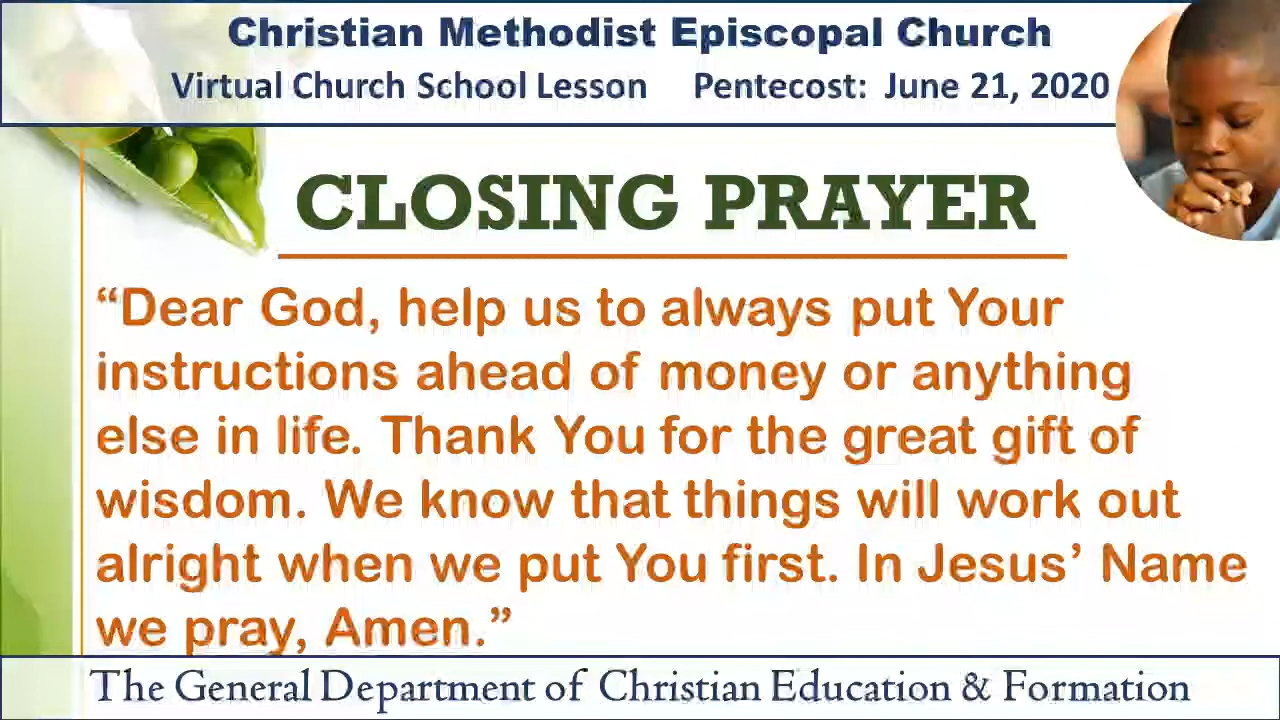 Christian Methodist Episcopal Church
Virtual Church School Lesson Pentecost: June 21, 2020
CLOSING PRAYER
“Dear God, help us to always put Your
instructions ahead of money or anything
else in life. Thank You for the great gift of
wisdom. We know that things will work out
alright when we put You first. In Jesus’ Name
we pray, Amen.”
The General Department of Christian Education & Formation